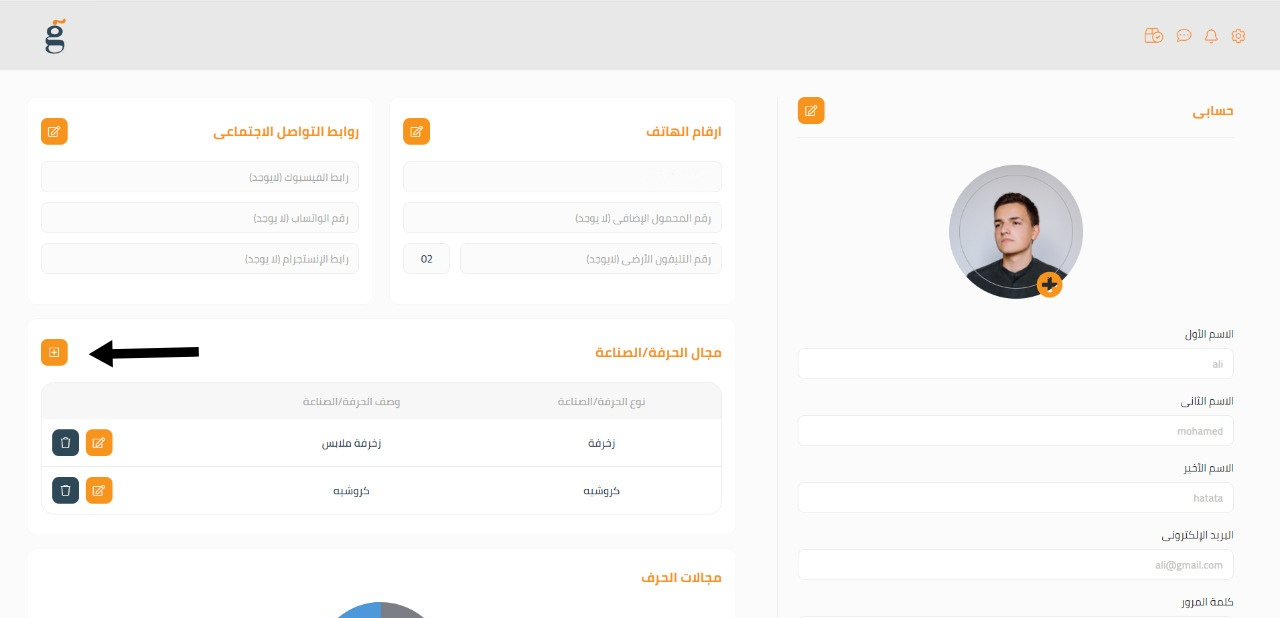 g
حسابى
الاسم الأول
ali
الاسم الثانى
mohamed
الاسم الأخير
hatata
البريد الإلكترونى
ali@gmail.com
كلمة المرور
ارقام الهاتف
رقم المحمول الإضافى (لا يوجد)
رقم التليفون الأرضى (لايوجد)
02
روابط التواصل الاجتماعى
رابط الفيسبوك (لايوجد)
رقم الواتساب (لا يوجد)
رابط الإنستجرام (لا يوجد)
مجال الحرفة/الصناعة
نوع الحرفة/الصناعة وصف الحرفة/الصناعة
زخرفة زخرفة ملابس
كروشيه كروشيه
مجالات الحرف